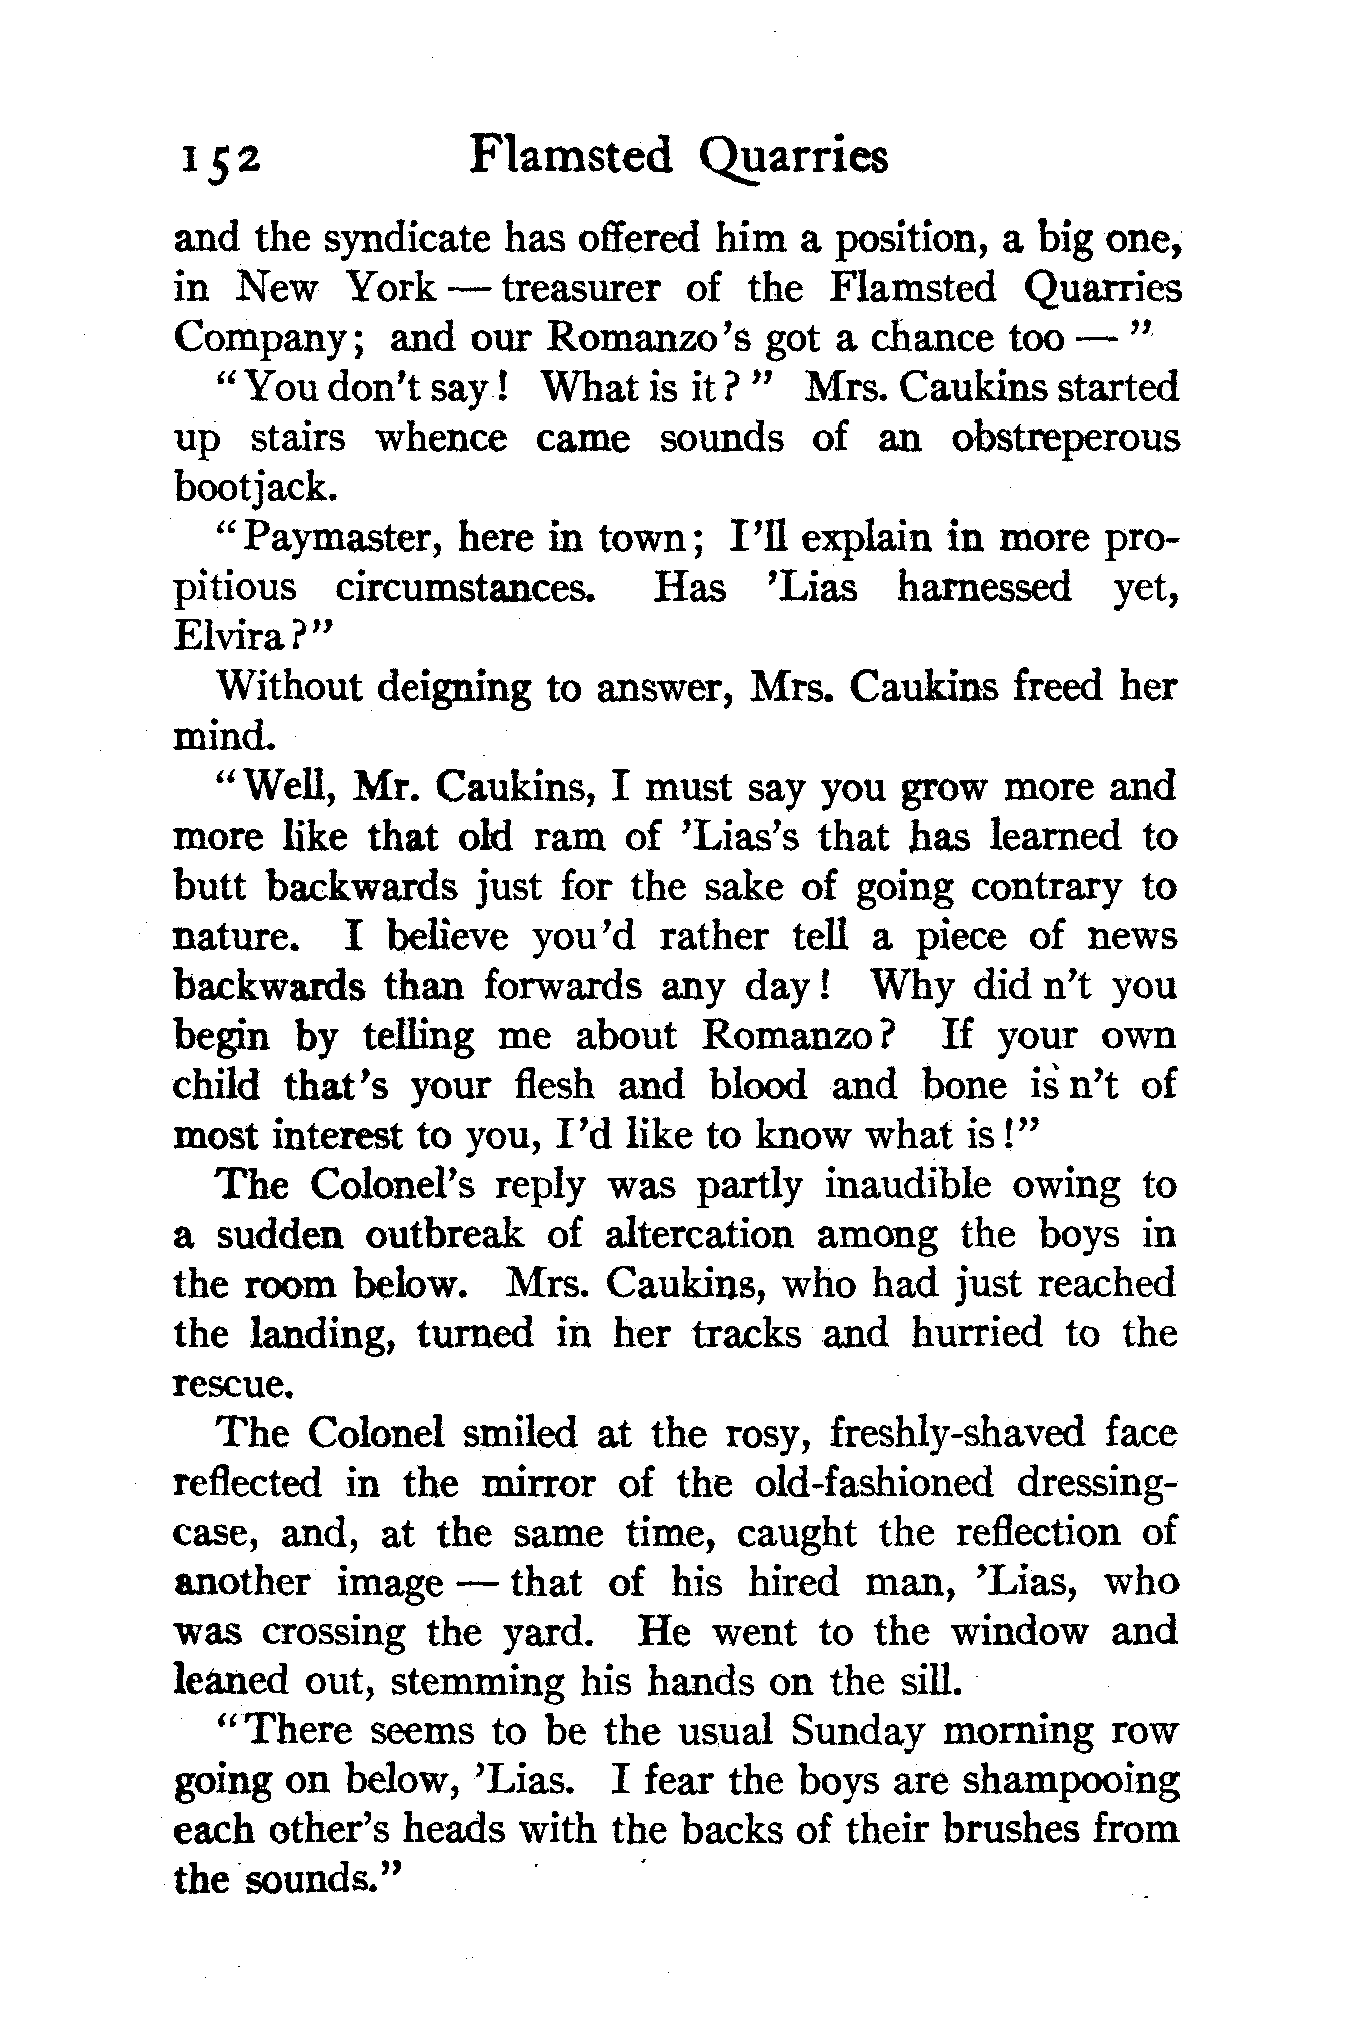 152 Flamsted Quarries
and the syndicate has offered him a position, a big one,
in New York — treasurer of the Flamsted Quarries
Company; and our Romanzo's got a chance too — "
"You don't say! What is it?" Mrs. Caukins started
up stairs whence came sounds of an obstreperous
bootjack.
"Paymaster, here in town; I'll explain in more pro-
pitious circumstances. Has 'Lias harnessed yet,
Elvira?"
Without deigning to answer, Mrs. Caukins freed her
mind.
"Well, Mr. Caukins, I must say you grow more and
more like that old ram of 'Lias's that has learned to
butt backwards just for the sake of going contrary to
nature. I believe you'd rather tell a piece of news
backwards than forwards any day! Why did n't you
begin by telling me about Romanzo? If your own
child that's your flesh and blood and bone is n't of
most interest to you, I'd like to know what is!"
The Colonel's reply was partly inaudible owing to
a sudden outbreak of altercation among the boys in
the room below. Mrs. Caukins, who had just reached
the landing, turned in her tracks and hurried to the
rescue.
The Colonel smiled at the rosy, freshly-shaved face
reflected in the mirror of the old-fashioned dressing-
case, and, at the same time, caught the reflection of
another image — that of his hired man, 'Lias, who
was crossing the yard. He went to the window and
leaned out, stemming his hands on the sill.
"There seems to be the usual Sunday morning row
going on below, 'Lias. I fear the boys are shampooing
each other's heads with the backs of their brushes from
the sounds."